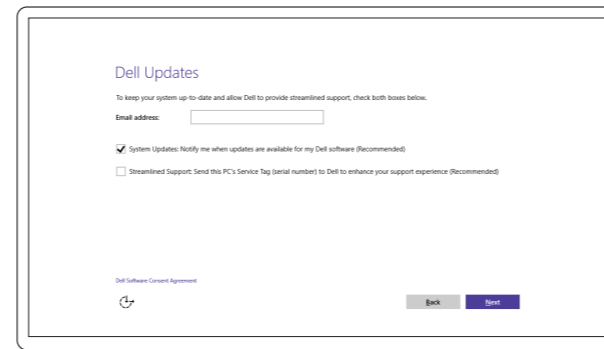 Dell Updates
To keep your system up-to-date and allow Dell to provide streamlined support, check both boxes below.
Email address:
System Updates: Notify me when updates are available for my Dell software (Recommended)
Streamlined Support: Send this PC's Service Tag (serial number) to Dell to enhance your support experience (Recommended)
Dell Software Consent Agreement
Back Next